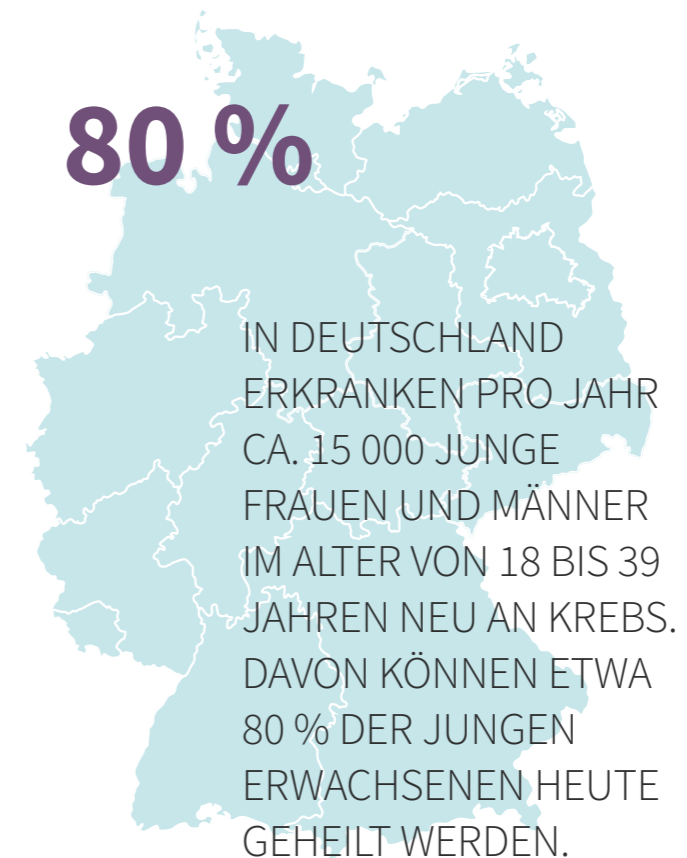 80 %
IN DEUTSCHLAND
ERKRANKEN PRO JAHR
CA. 15 000 JUNGE
FRAUEN UND MÄNNER
IM ALTER VON 18 BIS 39
JAHREN NEU AN KREBS.
DAVON KÖNNEN ETWA
80 % DER JUNGEN
ERWACHSENEN HEUTE
GEHEILT WERDEN.